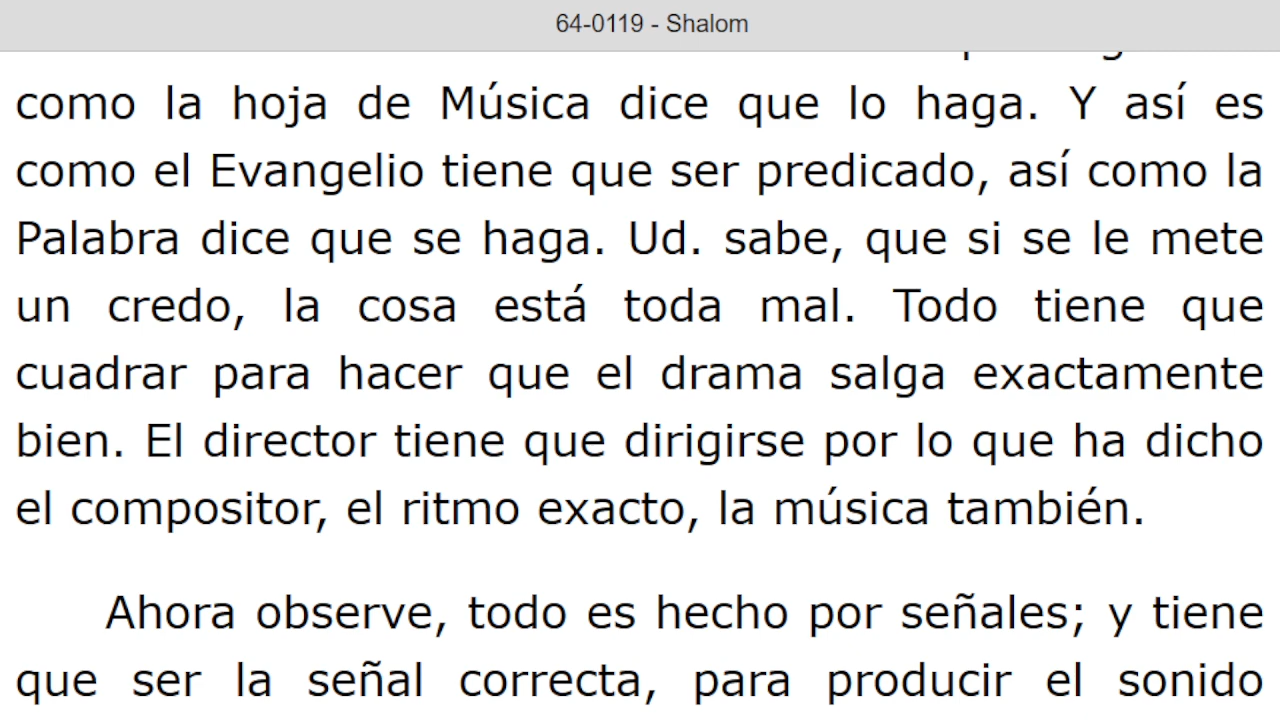 64-0119 - Shalom
como la hoja de Música dice que lo haga. Y así es
como el Evangelio tiene que ser predicado, así como la
Palabra dice que se haga. Ud. sabe, que si se le mete
un credo, la cosa está toda mal. Todo tiene que
cuadrar para hacer que el drama salga exactamente
bien. El director tiene que dirigirse por lo que ha dicho
el compositor, el ritmo exacto, la música también.
Ahora observe, todo es hecho por señales; y tiene
que ser la señal correcta, para producir el sonido